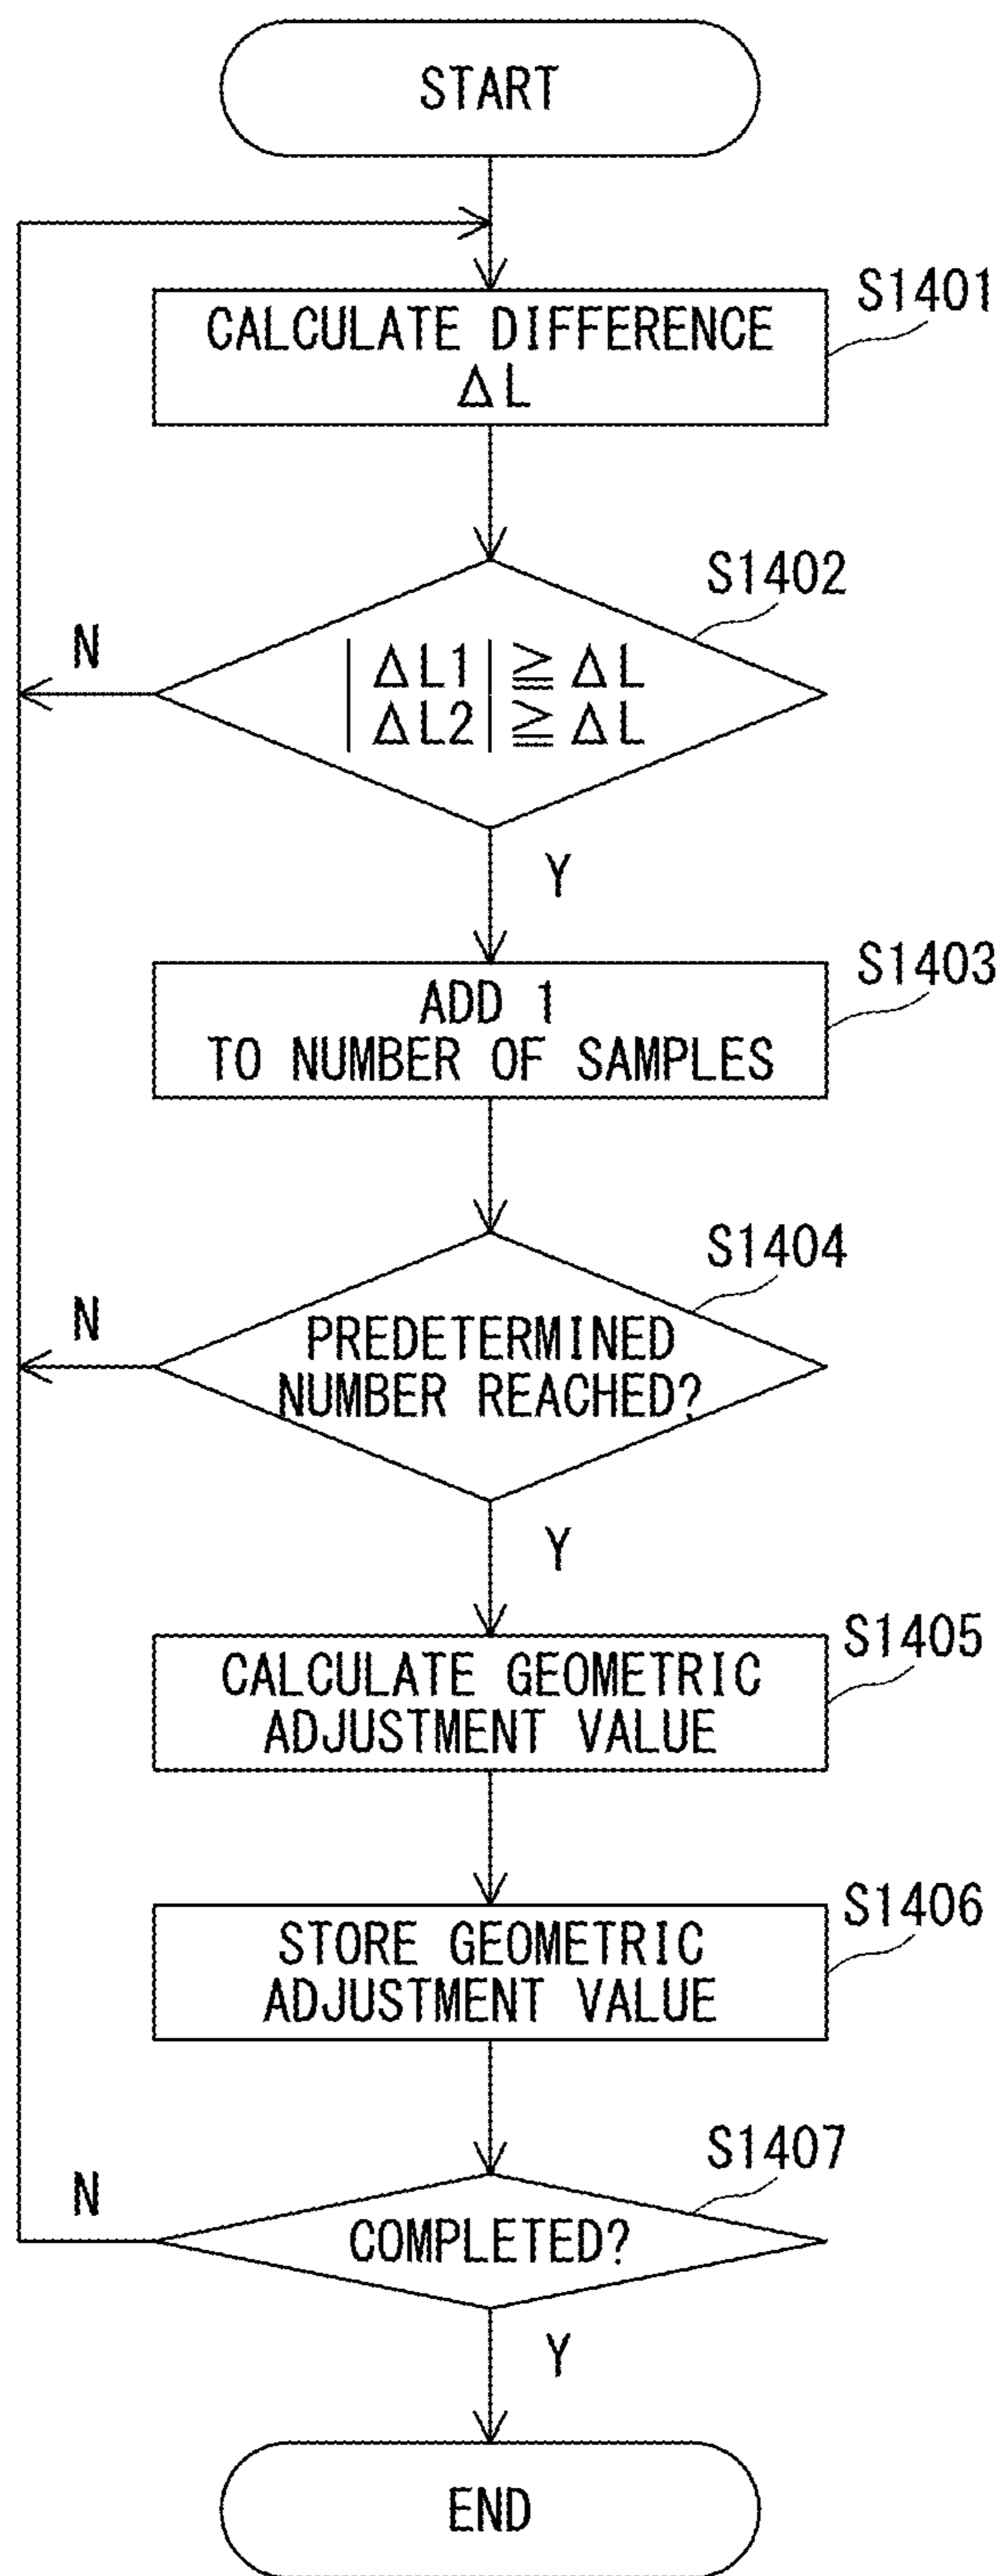 START
S1401
CALCULATE DIFFERENCE
ΔL
S1402
N
|ΔL1| ≧ ΔL
|ΔL2| ≧ ΔL
Y
S1403
ADD 1
TO NUMBER OF SAMPLES
S1404
N
PREDETERMINED
NUMBER REACHED?
Y
S1405
CALCULATE GEOMETRIC
ADJUSTMENT VALUE
S1406
STORE GEOMETRIC
ADJUSTMENT VALUE
S1407
N
COMPLETED?
Y
END